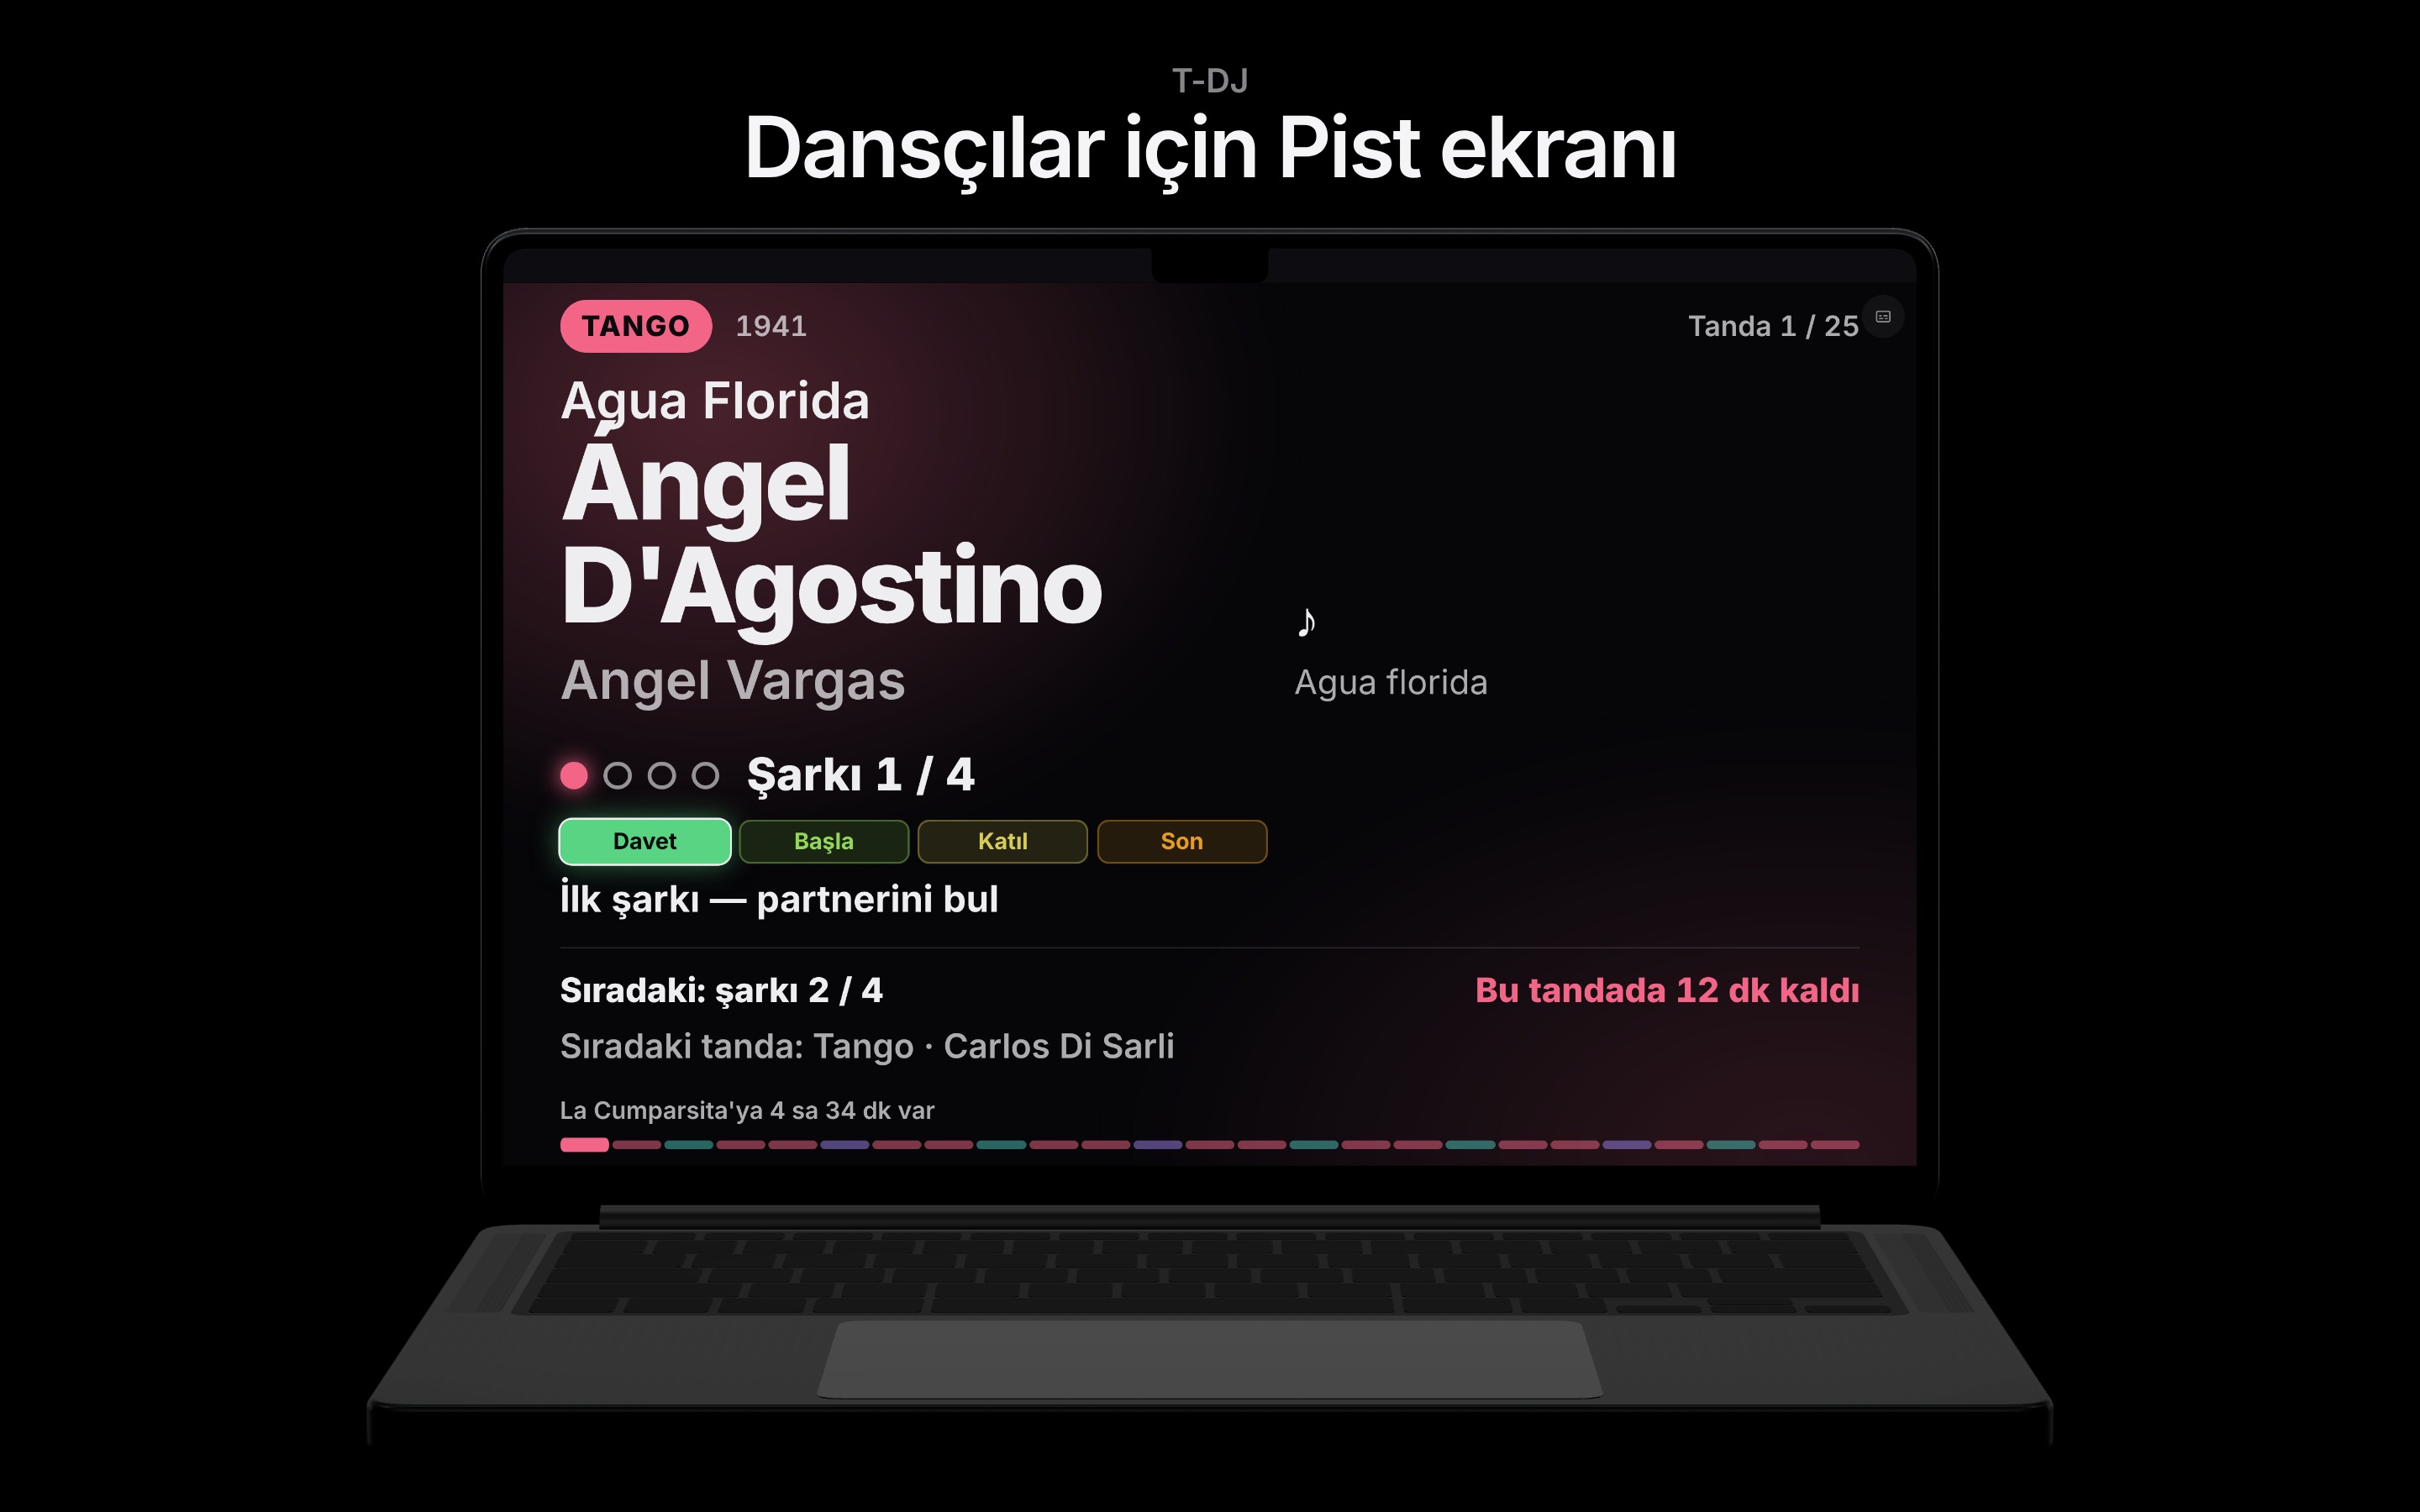 T-DJ
Dansçılar için Pist ekranı
TANGO 1941
Tanda 1 / 25
Agua Florida
Ángel
D'Agostino
Angel Vargas
♪
Agua florida
Şarkı 1 / 4
Davet Başla Katıl Son
İlk şarkı — partnerini bul
Sıradaki: şarkı 2 / 4
Bu tandada 12 dk kaldı
Sıradaki tanda: Tango · Carlos Di Sarli
La Cumparsita'ya 4 sa 34 dk var